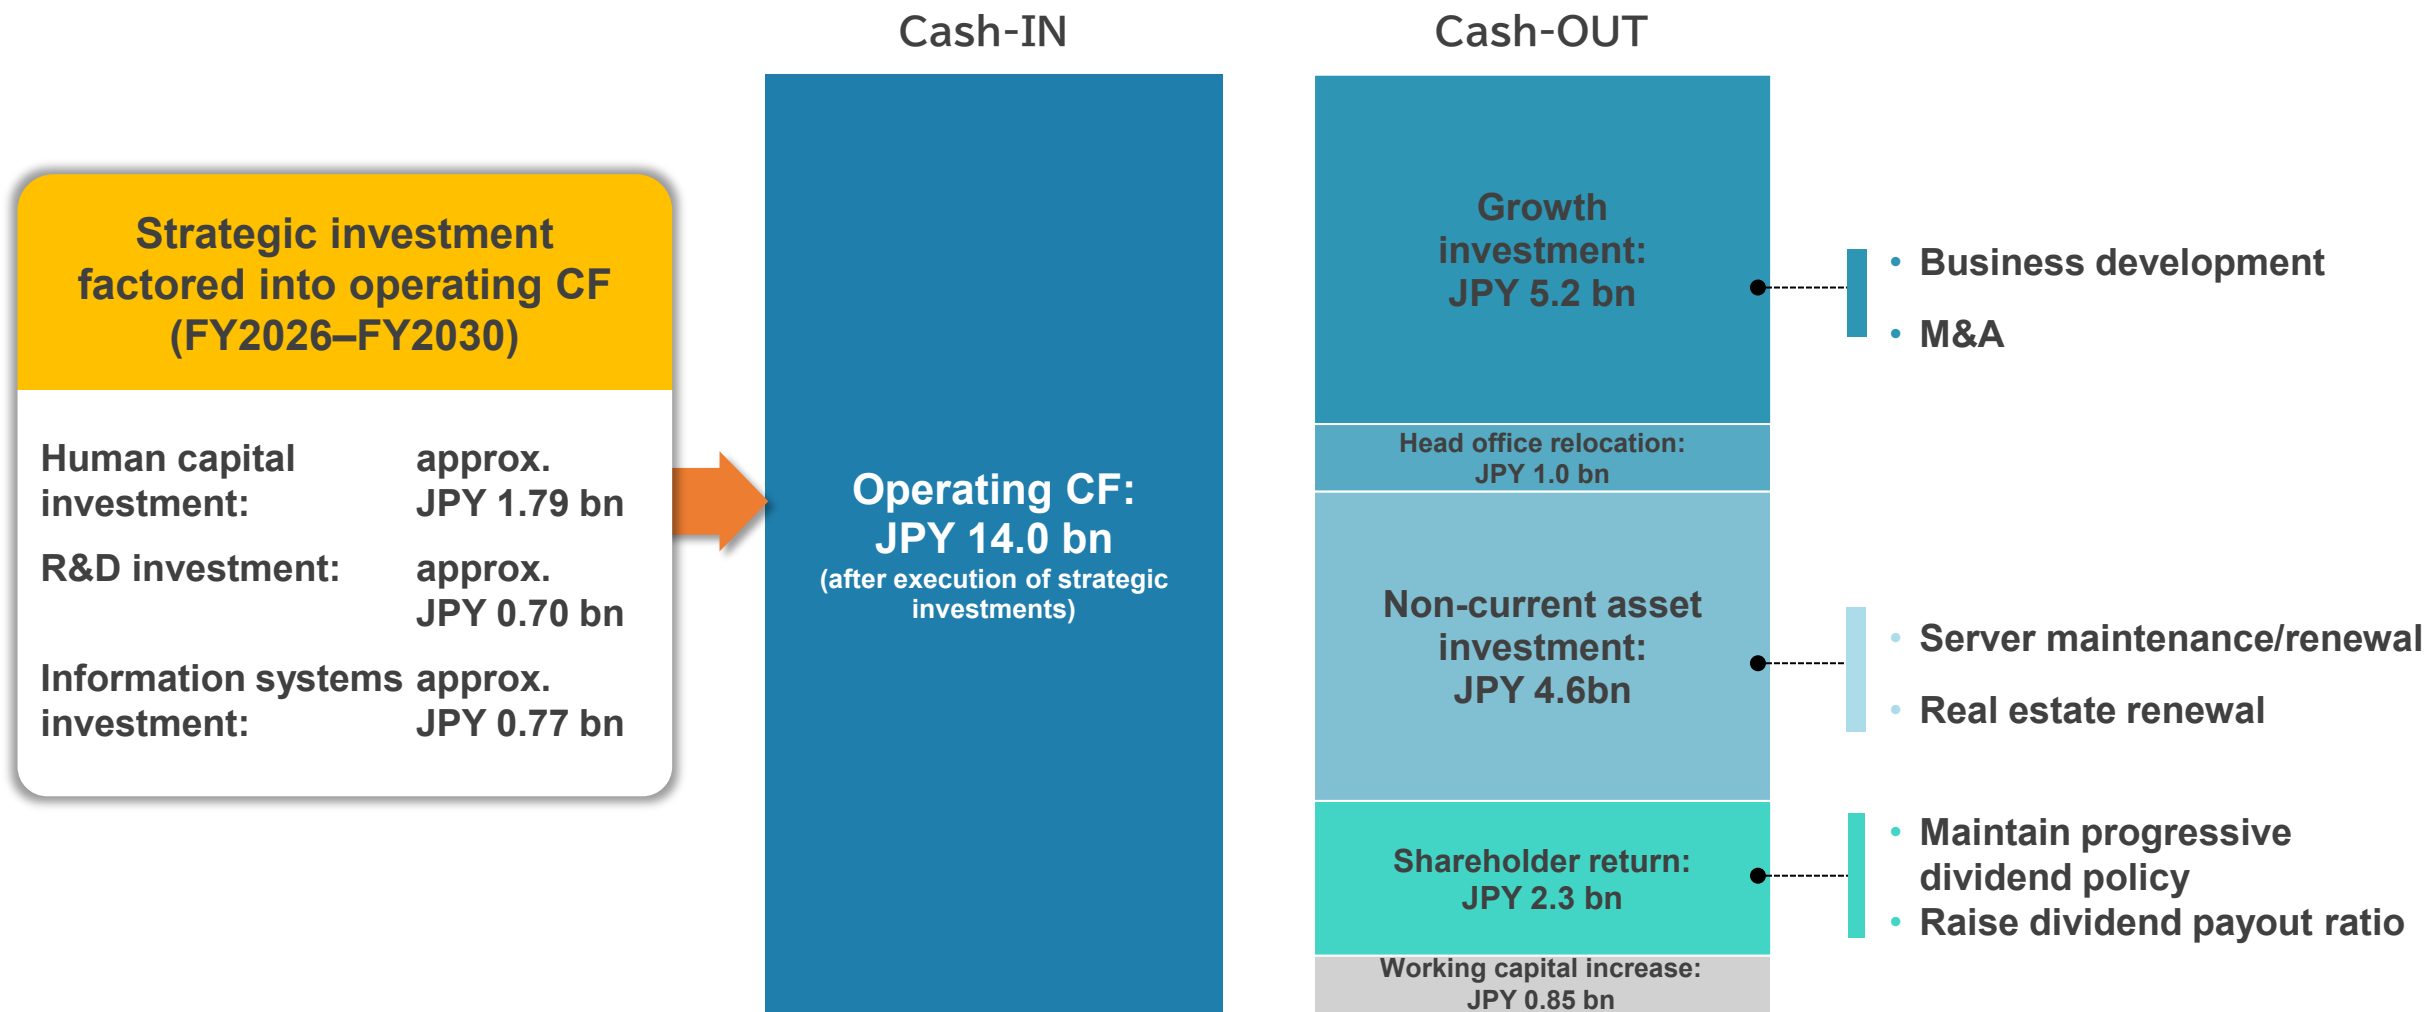 Cash-IN
Cash-OUT
Strategic investment
factored into operating CF
(FY2026–FY2030)
Human capital
investment:
approx.
JPY 1.79 bn
R&D investment:
approx.
JPY 0.70 bn
Information systems
investment:
approx.
JPY 0.77 bn
Operating CF:
JPY 14.0 bn
(after execution of strategic
investments)
Growth
investment:
JPY 5.2 bn
• Business development
• M&A
Head office relocation:
JPY 1.0 bn
Non-current asset
investment:
JPY 4.6bn
• Server maintenance/renewal
• Real estate renewal
Shareholder return:
JPY 2.3 bn
• Maintain progressive
dividend policy
• Raise dividend payout ratio
Working capital increase:
JPY 0.85 bn